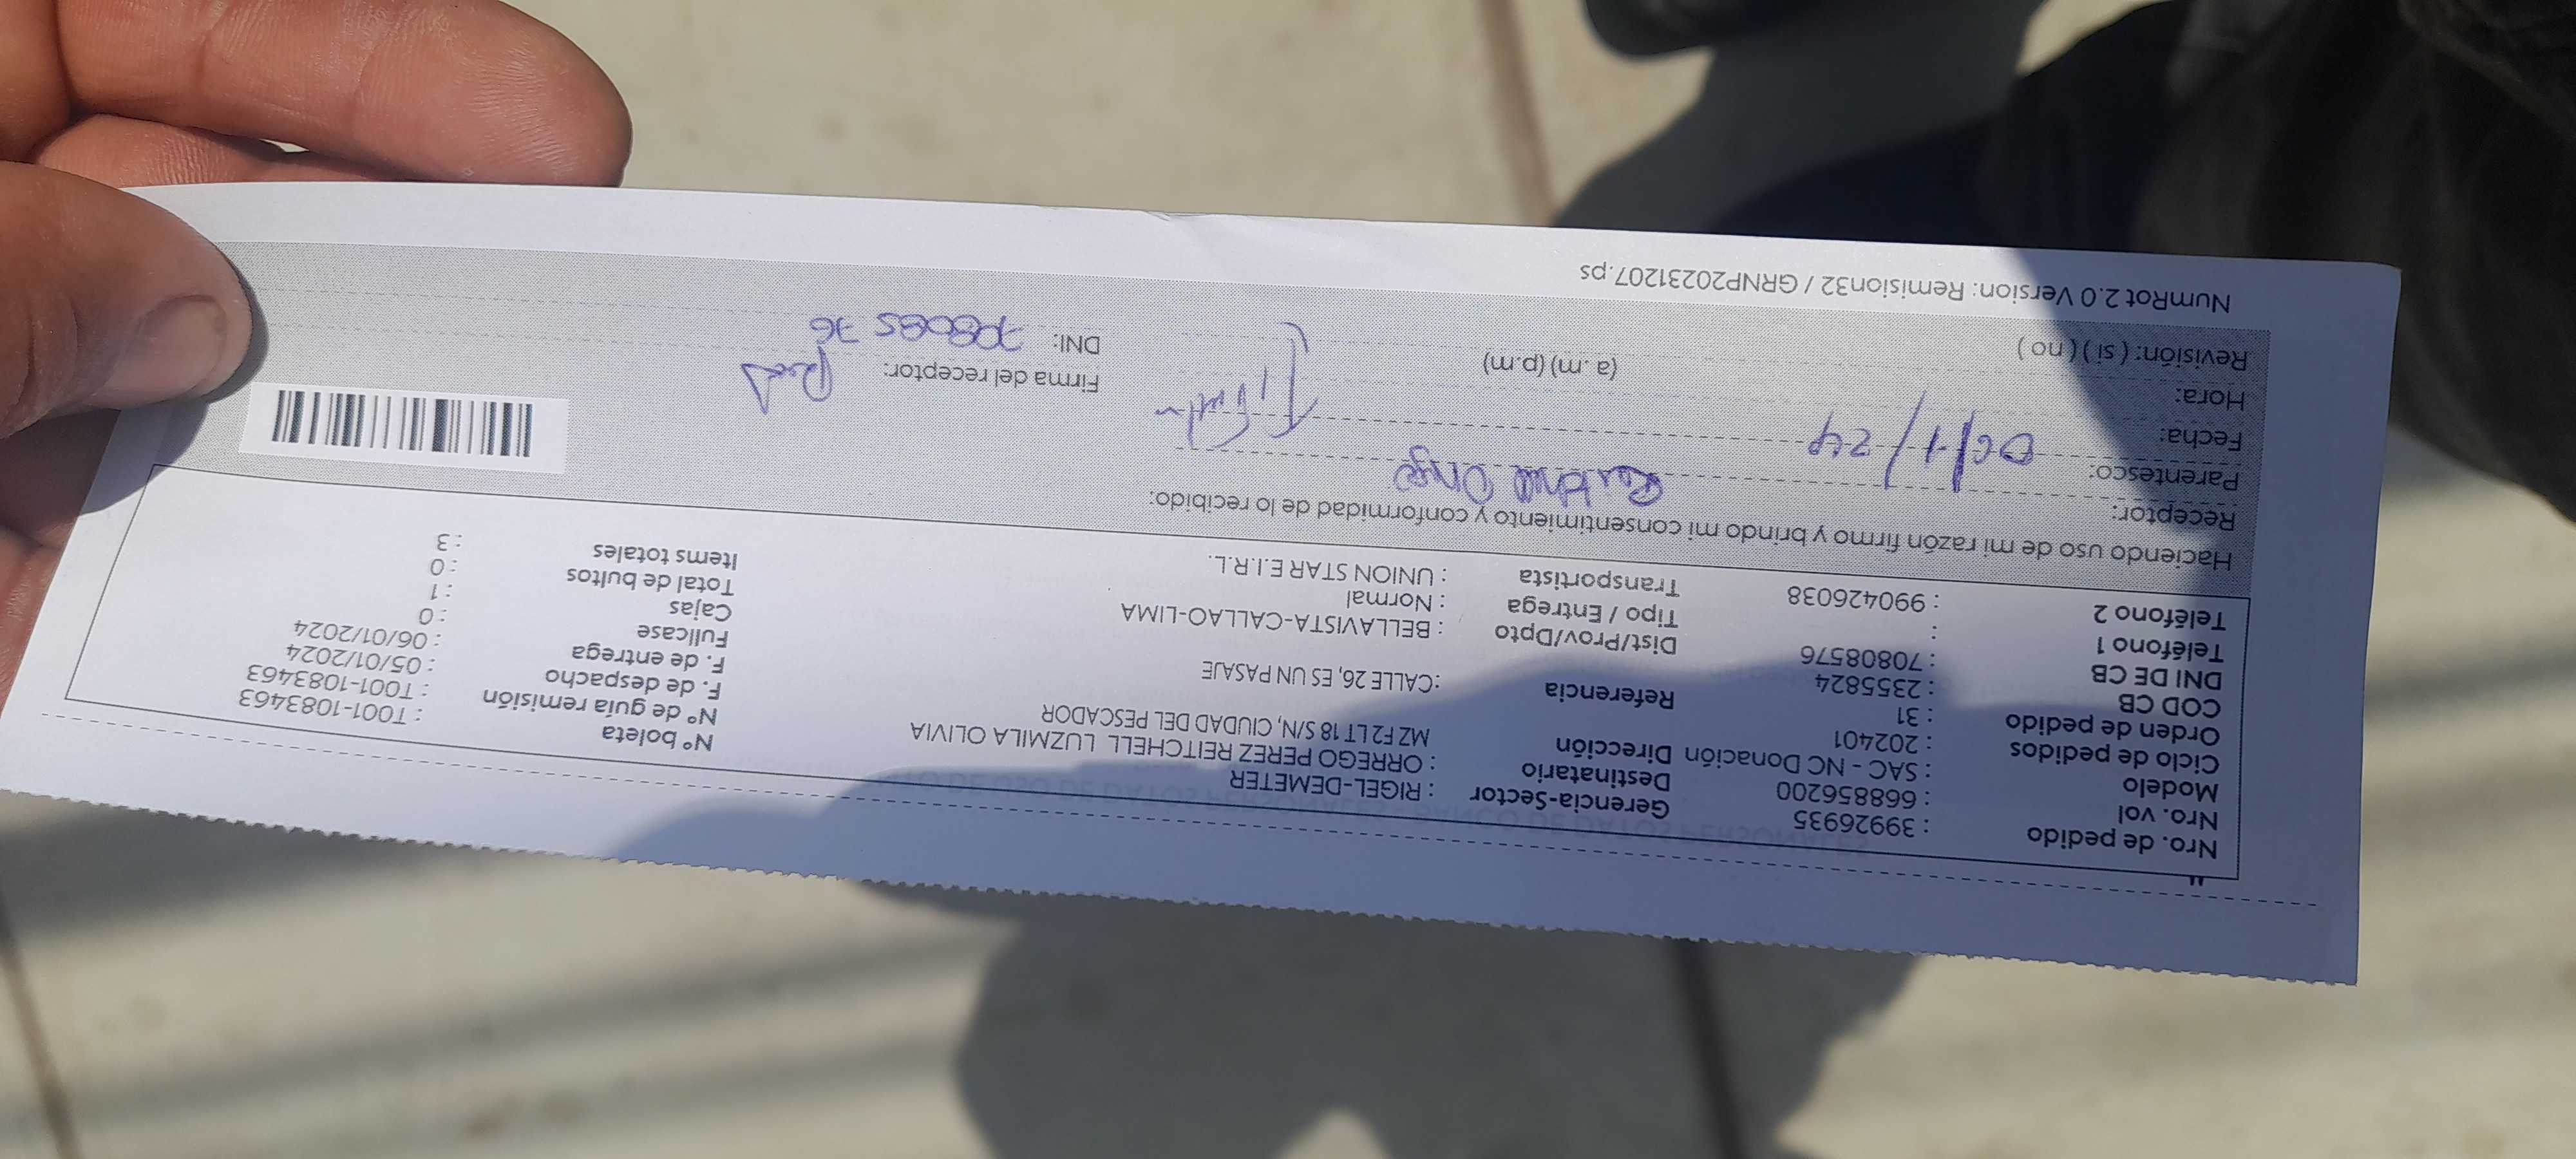 Nro. de pedido : 39926935 Gerencia-Sector : RIGEL-DEMETER Nº boleta : T001-1083463
Nro. vol : 668856200 Destinatario : ORREGO PEREZ REITCHELL LUZMILA OLIVIA Nº de guía remisión : T001-1083463
Modelo : SAC - NC Donación Dirección MZ F2 LT 18 S/N, CIUDAD DEL PESCADOR F. de despacho : 05/01/2024
Ciclo de pedidos : 202401 F. de entrega : 06/01/2024
Orden de pedido : 31 Referencia :CALLE 26, ES UN PASAJE Fullcase : 0
COD CB : 2355824 Cajas : 1
DNI DE CB : 70808576 Dist/Prov/Dpto : BELLAVISTA-CALLAO-LIMA Total de bultos : 0
Teléfono 1 : Tipo / Entrega : Normal Items totales : 3
Teléfono 2 : 990426038 Transportista : UNION STAR E.I.R.L.
Haciendo uso de mi razón firmo y brindo mi consentimiento y conformidad de lo recibido:
Receptor:
Parentesco:
Fecha: 06/1/24 Firma del receptor:
Hora: (a .m) (p.m) DNI: 70808576
Revisión: ( si ) ( no )
NumRot 2.0 Version: Remision32 / GRNP20231207.ps